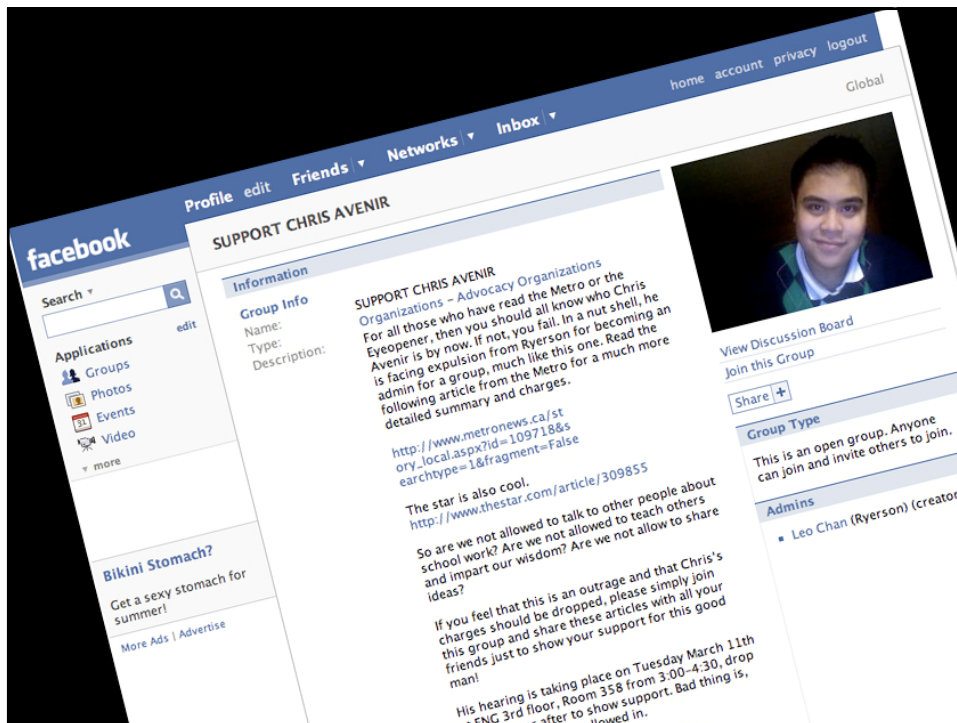 home account privacy logout
Profile edit Friends Networks Inbox
facebook
Global
SUPPORT CHRIS AVENIR
Search
edit
Applications
Groups
Photos
31
Events
Video
more
Bikini Stomach?
Get a sexy stomach for
summer!
More Ads | Advertise
Information
Group Info
Name:
Type:
Description:
SUPPORT CHRIS AVENIR
Organizations - Advocacy Organizations
For all those who have read the Metro or the
Eyeopener, then you should all know who Chris
Avenir is by now. If not, you fail. In a nut shell, he
is facing expulsion from Ryerson for becoming an
admin for a group, much like this one. Read the
following article from the Metro for a much more
detailed summary and charges.
http://www.metronews.ca/st
ory_local.aspx?id=109718&s
earchtype=1&fragment=False
The star is also cool.
http://www.thestar.com/article/309855
So are we not allowed to talk to other people about
school work? Are we not allowed to teach others
and impart our wisdom? Are we not allow to share
ideas?
If you feel that this is an outrage and that Chris's
charges should be dropped, please simply join
this group and share these articles with all your
friends just to show your support for this good
man!
His hearing is taking place on Tuesday March 11th
ENG 3rd floor, Room 358 from 3:00-4:30, drop
after to show support. Bad thing is,
allowed in.
View Discussion Board
Join this Group
Share +
Group Type
This is an open group. Anyone
can join and invite others to join.
Admins
Leo Chan (Ryerson) (creator